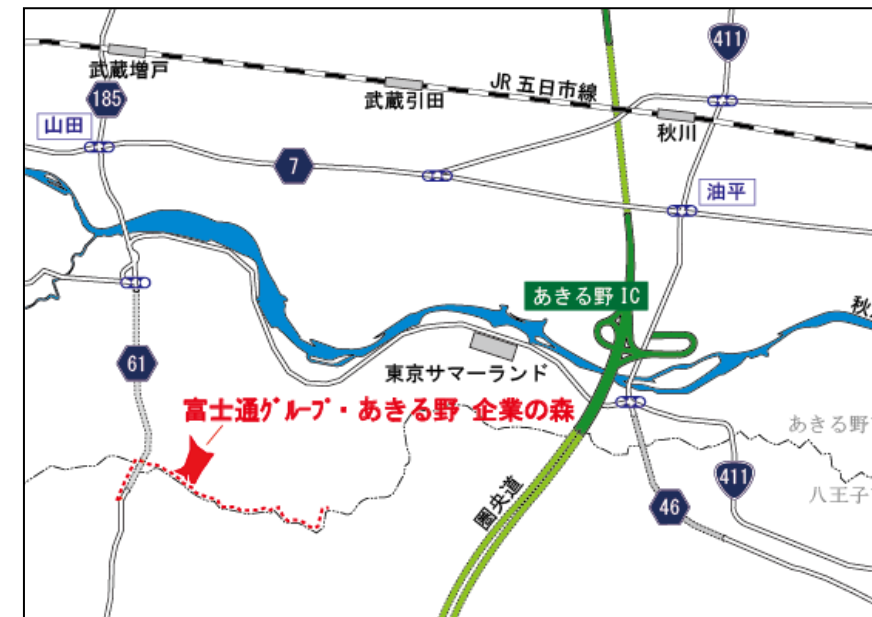 411
武蔵増戸
185
武蔵引田
JR 五日市線
山田
秋川
7
油平
あきる野 IC
秋
61
東京サマーランド
富士通グループ・あきる野 企業の森
あきる野
圏央道
411
八王子
46